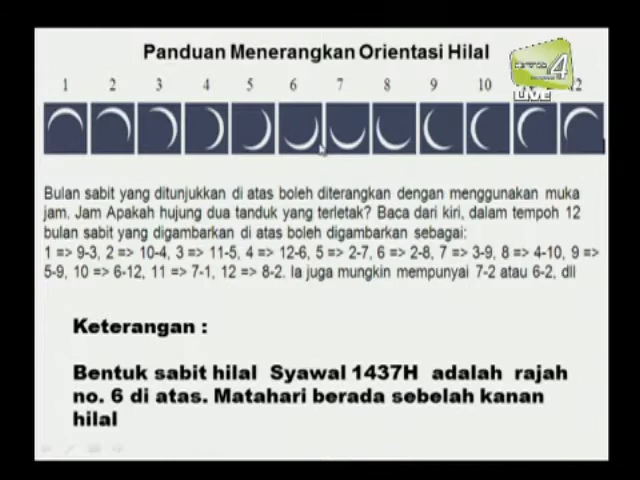 Panduan Menerangkan Orientasi Hilal
1 2 3 4 5 6 7 8 9 10 12
4
LIVE
Bulan sabit yang ditunjukkan di atas boleh diterangkan dengan menggunakan muka
jam. Jam Apakah hujung dua tanduk yang terletak? Baca dari kiri, dalam tempoh 12
bulan sabit yang digambarkan di atas boleh digambarkan sebagai:
1 => 9-3, 2 => 10-4, 3 => 11-5, 4 => 12-6, 5 => 2-7, 6 => 2-8, 7 => 3-9, 8 => 4-10, 9 =>
5-9, 10 => 6-12, 11 => 7-1, 12 => 8-2. Ia juga mungkin mempunyai 7-2 atau 6-2, dll
Keterangan :
Bentuk sabit hilal Syawal 1437H adalah rajah
no. 6 di atas. Matahari berada sebelah kanan
hilal